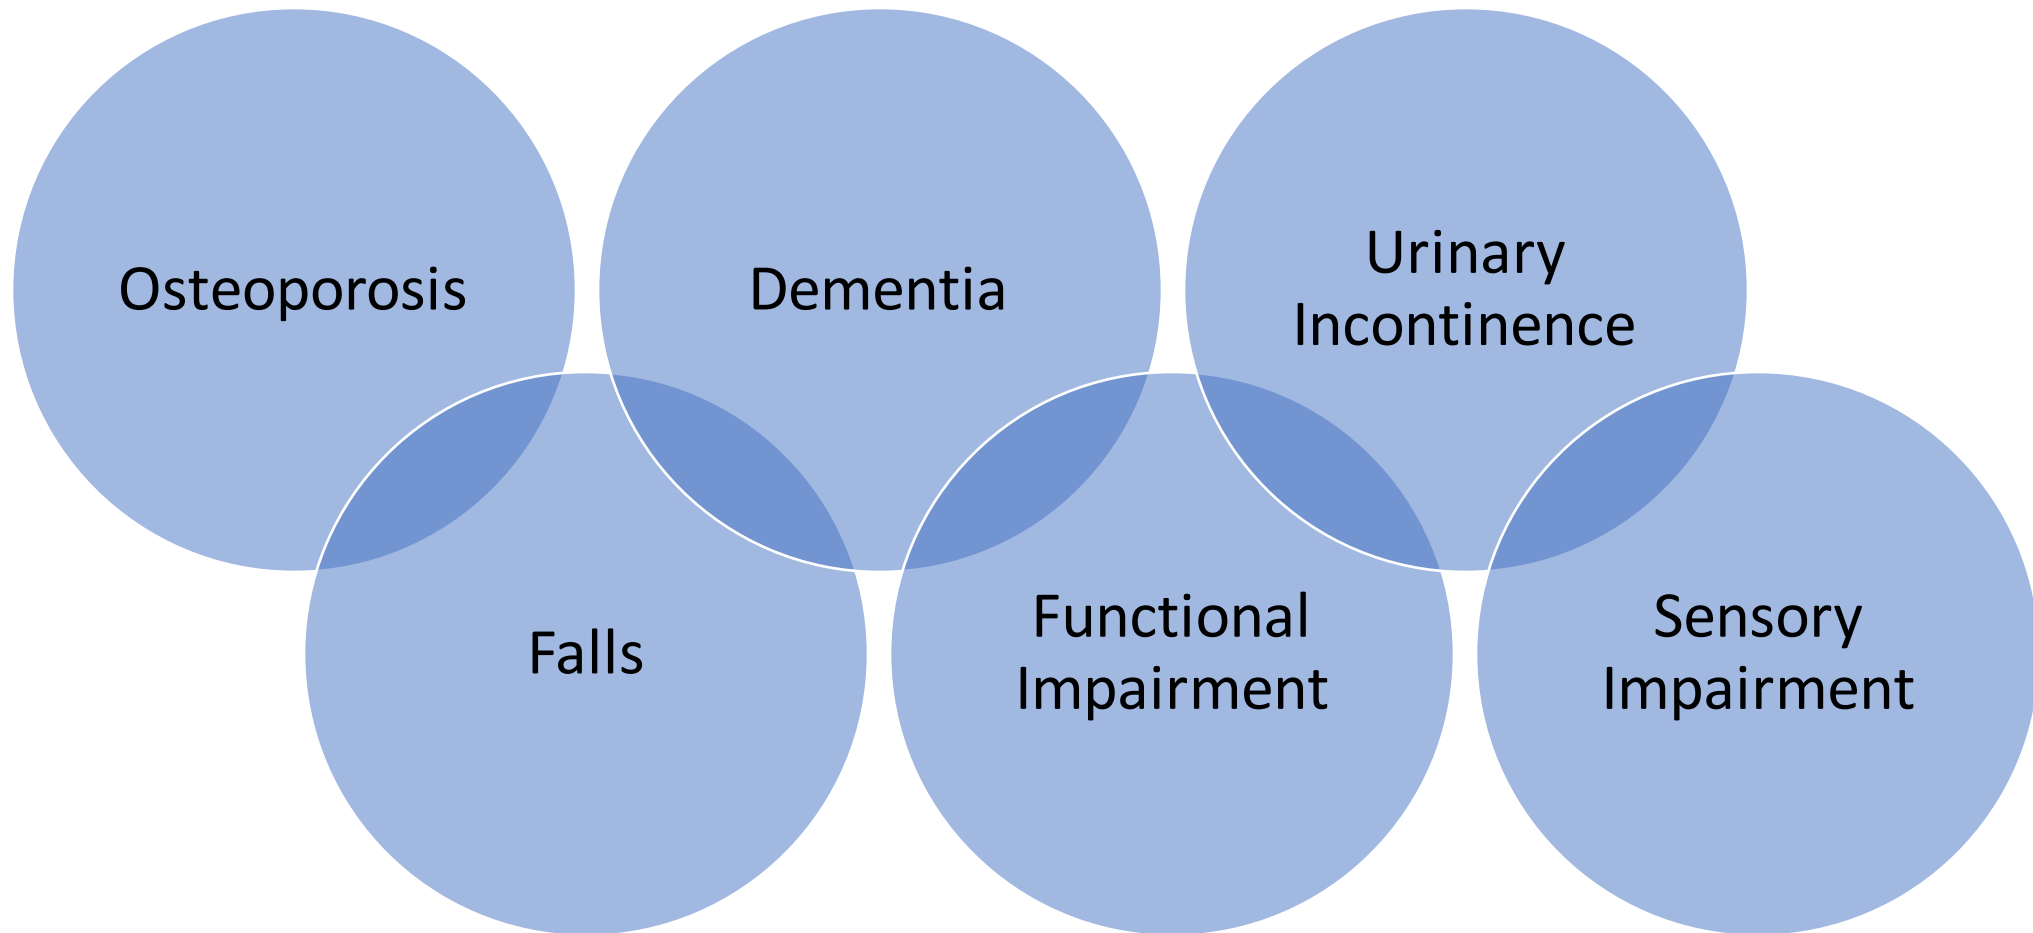 Osteoporosis
Dementia
Urinary
Incontinence
Falls
Functional
Impairment
Sensory
Impairment